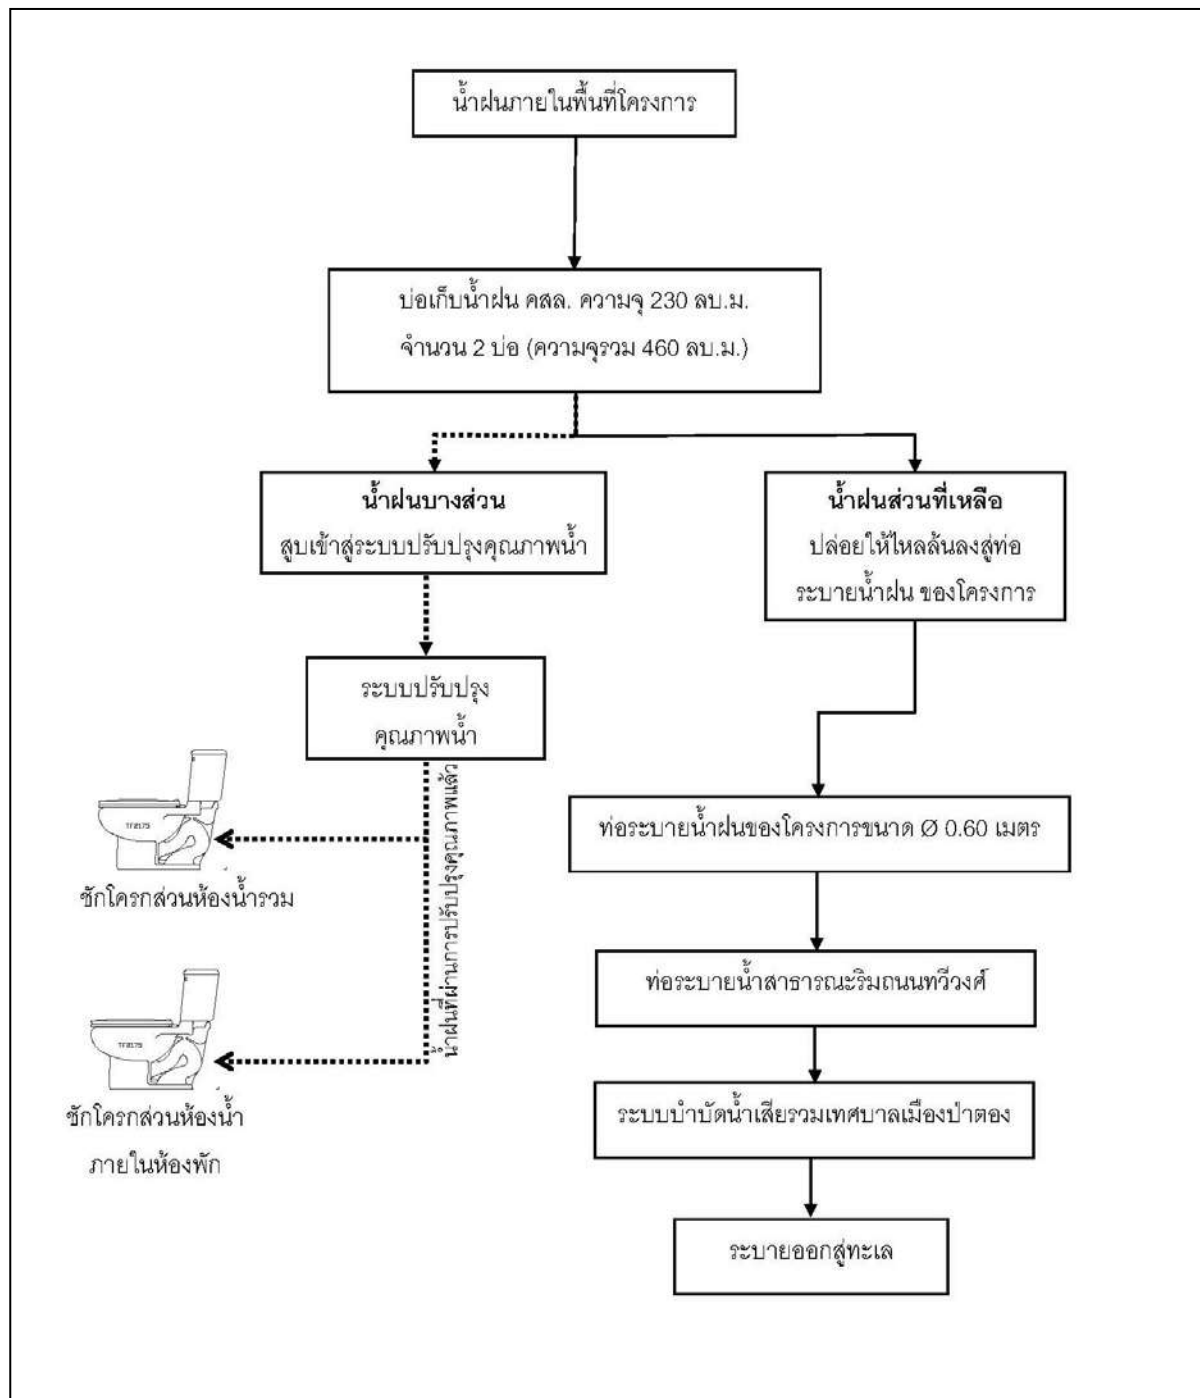 น้ำฝนภายในพื้นที่โครงการ
บ่อเก็บน้ำฝน คสล. ความจุ 230 ลบ.ม.
จำนวน 2 บ่อ (ความจุรวม 460 ลบ.ม.)
น้ำฝนบางส่วน
สูบเข้าสู่ระบบปรับปรุงคุณภาพน้ำ
น้ำฝนส่วนที่เหลือ
ปล่อยให้ไหลล้นลงสู่ท่อ
ระบายน้ำฝน ของโครงการ
ระบบปรับปรุง
คุณภาพน้ำ
น้ำฝนที่ผ่านการปรับปรุงคุณภาพแล้ว
ชักโครกส่วนห้องน้ำรวม
ชักโครกส่วนห้องน้ำ
ภายในห้องพัก
ท่อระบายน้ำฝนของโครงการขนาด Ø 0.60 เมตร
ท่อระบายน้ำสาธารณะริมถนนทวีวงศ์
ระบบบำบัดน้ำเสียรวมเทศบาลเมืองป่าตอง
ระบายออกสู่ทะเล